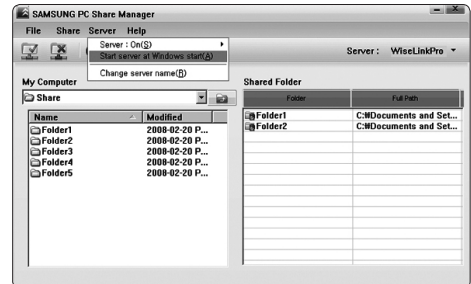 SAMSUNG PC Share Manager
File Share Server Help
Server : On(S)
Start server at Windows start(A)
Change server name(B)
Server : WiseLinkPro
My Computer
Share
Name Modified
Folder1 2008-02-20 P...
Folder2 2008-02-20 P...
Folder3 2008-02-20 P...
Folder4 2008-02-20 P...
Folder5 2008-02-20 P...
Shared Folder
Folder Full Path
Folder1 C:₩Documents and Set...
Folder2 C:₩Documents and Set...